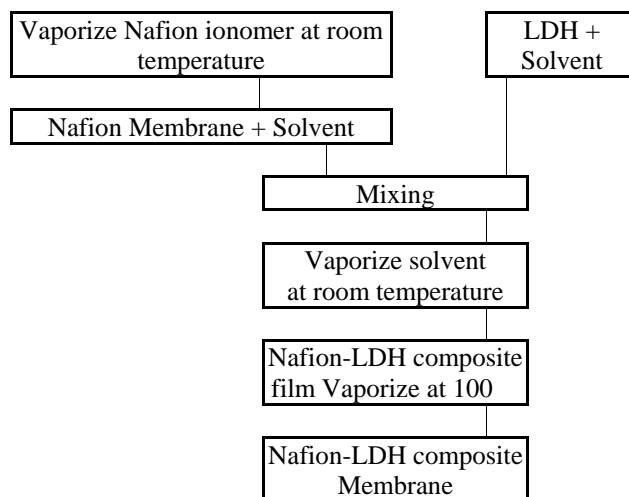 Vaporize Nafion ionomer at room
temperature
LDH +
Solvent
Nafion Membrane + Solvent
Mixing
Vaporize solvent
at room temperature
Nafion-LDH composite
film Vaporize at 100
Nafion-LDH composite
Membrane